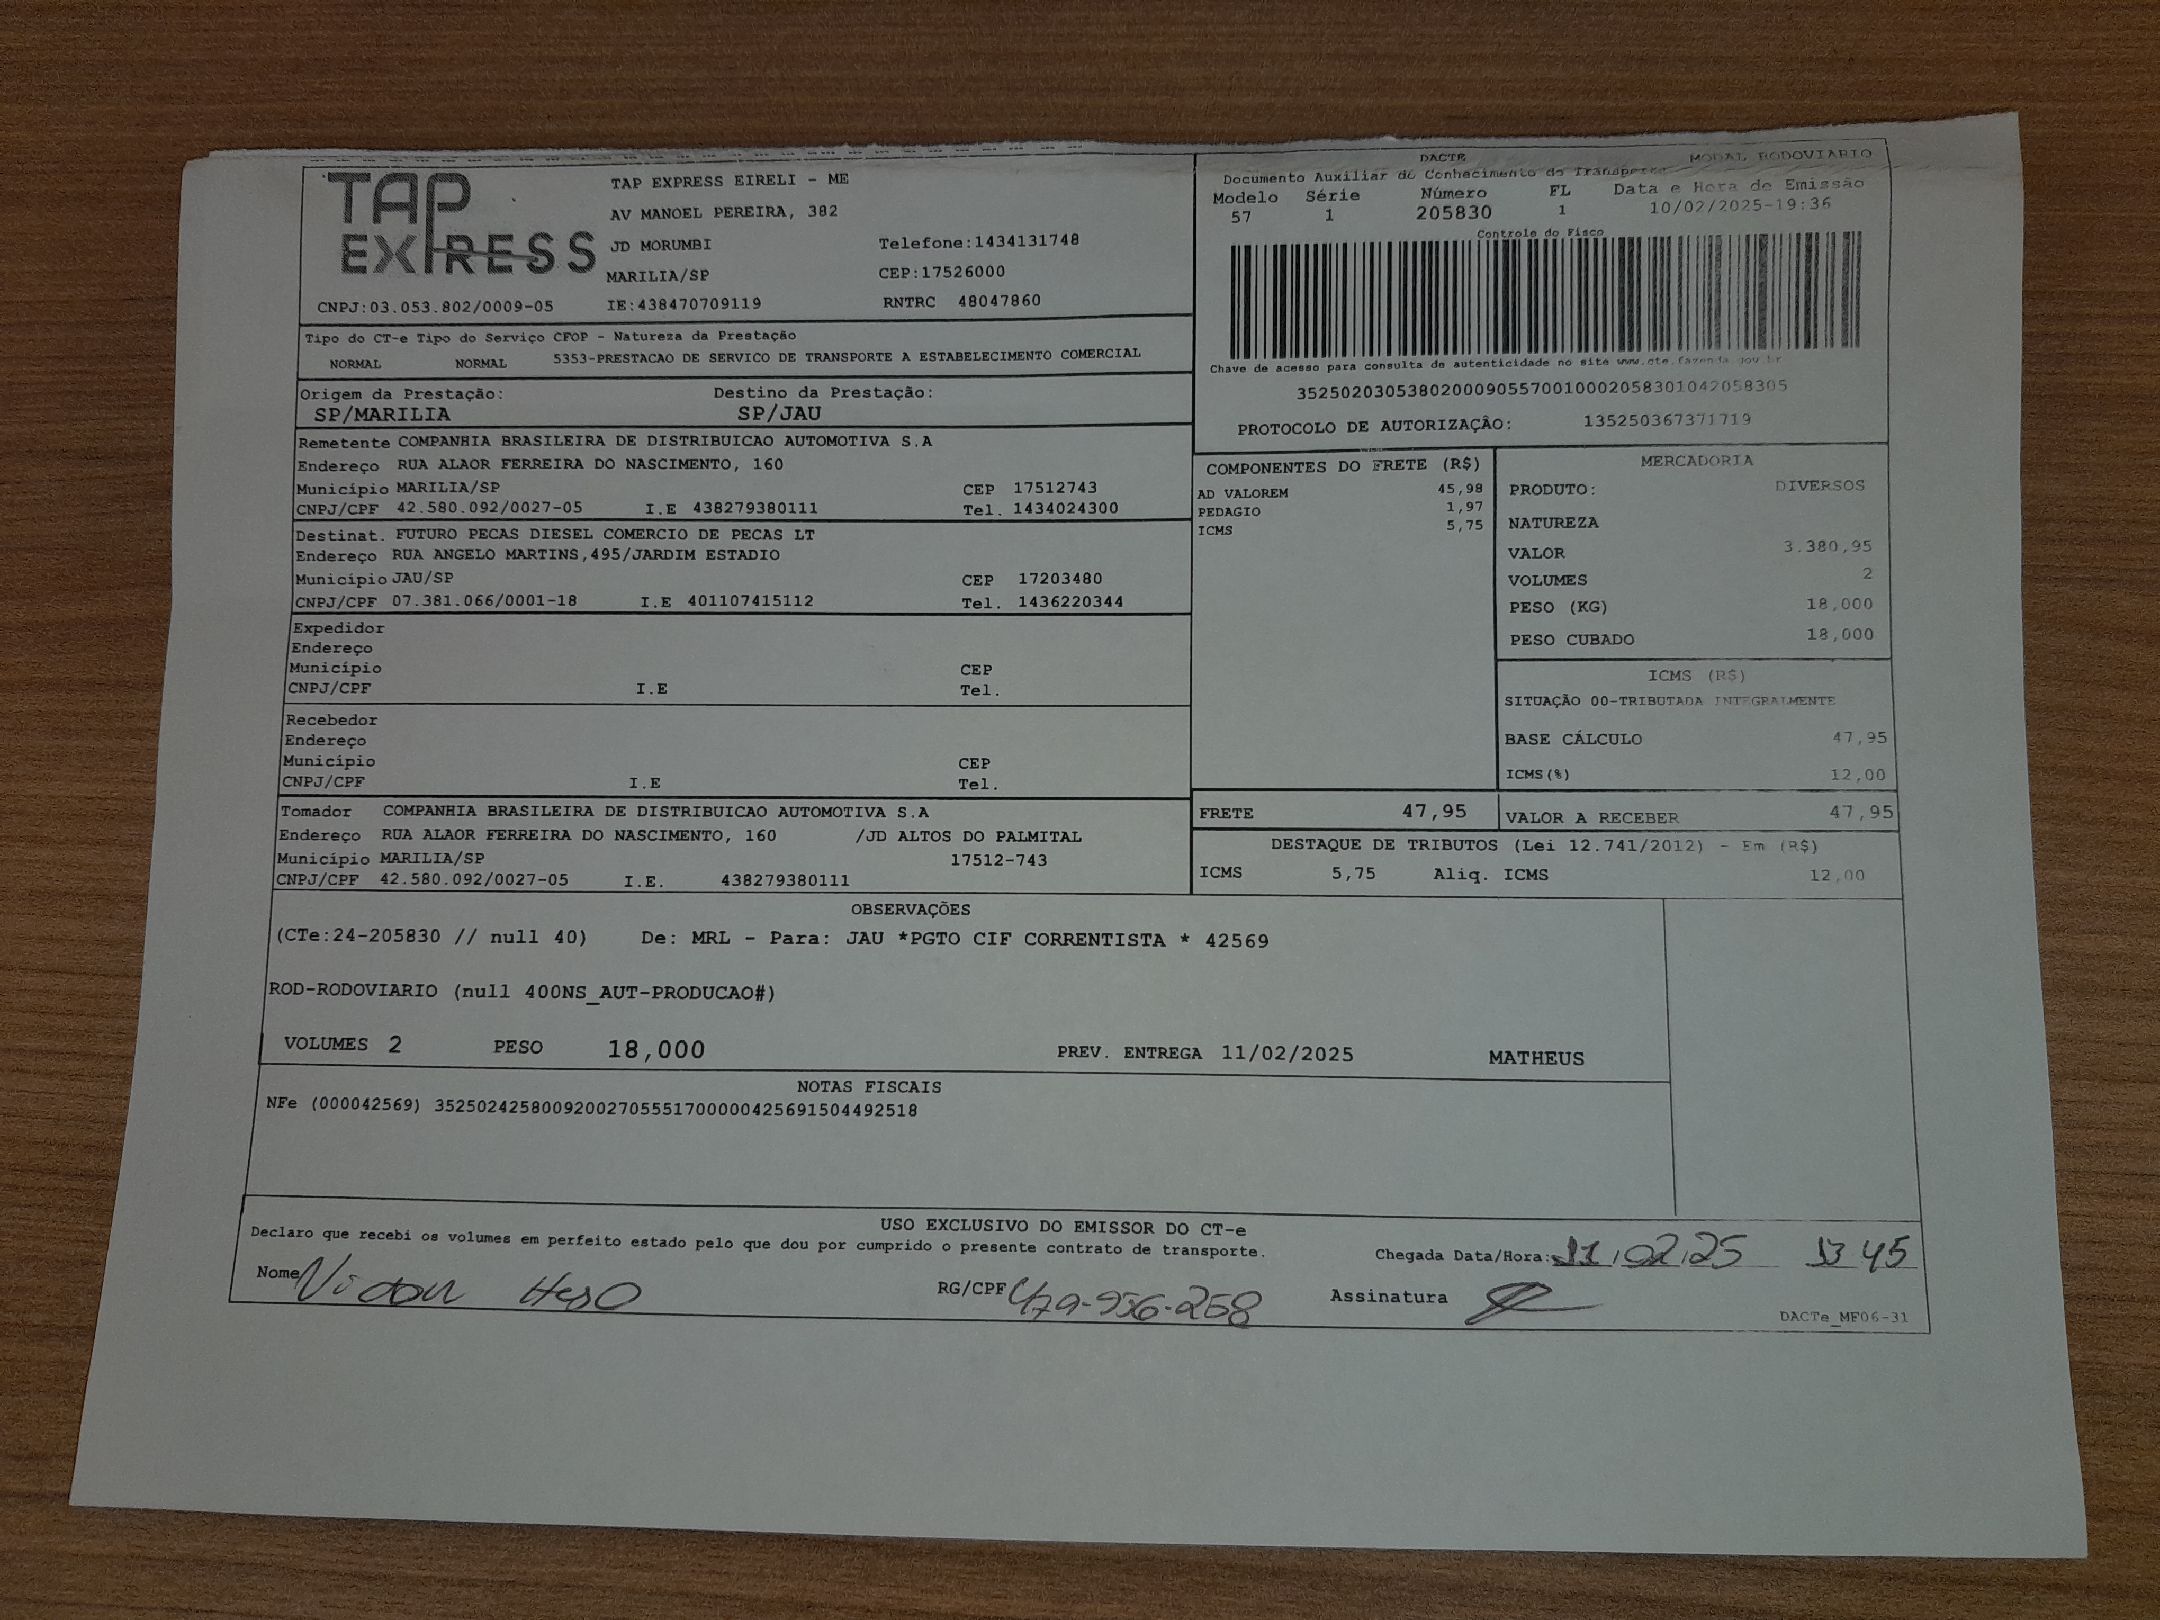 TAP EXPRESS
TAP EXPRESS EIRELI - ME
AV MANOEL PEREIRA, 382
JD MORUMBI Telefone:1434131748
MARILIA/SP CEP:17526000
CNPJ:03.053.802/0009-05 IE:438470709119 RNTRC 48047860
DACTE MODAL RODOVIARIO
Documento Auxiliar do Conhecimento de Transporte
Modelo Série Número FL Data e Hora de Emissão
57 1 205830 1 10/02/2025-19:36
Controle do Fisco
Chave de acesso para consulta de autenticidade no site www.cte.fazenda.gov.br
35250203053802000905570010002058301042058305
PROTOCOLO DE AUTORIZAÇÂO: 135250367371719
Tipo do CT-e Tipo do Serviço CFOP - Natureza da Prestação
NORMAL NORMAL 5353-PRESTACAO DE SERVICO DE TRANSPORTE A ESTABELECIMENTO COMERCIAL
Origem da Prestação: Destino da Prestação:
SP/MARILIA SP/JAU
Remetente COMPANHIA BRASILEIRA DE DISTRIBUICAO AUTOMOTIVA S.A
Endereço RUA ALAOR FERREIRA DO NASCIMENTO, 160
Município MARILIA/SP CEP 17512743
CNPJ/CPF 42.580.092/0027-05 I.E 438279380111 Tel. 1434024300
Destinat. FUTURO PECAS DIESEL COMERCIO DE PECAS LT
Endereço RUA ANGELO MARTINS,495/JARDIM ESTADIO
Município JAU/SP CEP 17203480
CNPJ/CPF 07.381.066/0001-18 I.E 401107415112 Tel. 1436220344
Expedidor
Endereço
Município CEP
CNPJ/CPF I.E Tel.
Recebedor
Endereço
Município CEP
CNPJ/CPF I.E Tel.
Tomador COMPANHIA BRASILEIRA DE DISTRIBUICAO AUTOMOTIVA S.A
Endereço RUA ALAOR FERREIRA DO NASCIMENTO, 160 /JD ALTOS DO PALMITAL
Município MARILIA/SP 17512-743
CNPJ/CPF 42.580.092/0027-05 I.E. 438279380111
COMPONENTES DO FRETE (R$)
AD VALOREM 45,98
PEDAGIO 1,97
ICMS 5,75
MERCADORIA
PRODUTO: DIVERSOS
NATUREZA
VALOR 3.380,95
VOLUMES 2
PESO (KG) 18,000
PESO CUBADO 18,000
ICMS (R$)
SITUAÇÃO 00-TRIBUTADA INTEGRALMENTE
BASE CÁLCULO 47,95
ICMS(%) 12,00
FRETE 47,95 VALOR A RECEBER 47,95
DESTAQUE DE TRIBUTOS (Lei 12.741/2012) - Em (R$)
ICMS 5,75 Aliq. ICMS 12,00
OBSERVAÇÕES
(CTe:24-205830 // null 40) De: MRL - Para: JAU *PGTO CIF CORRENTISTA * 42569
ROD-RODOVIARIO (null 400NS_AUT-PRODUCAO#)
VOLUMES 2 PESO 18,000 PREV. ENTREGA 11/02/2025 MATHEUS
NOTAS FISCAIS
NFe (000042569) 35250242580092002705551700000425691504492518
USO EXCLUSIVO DO EMISSOR DO CT-e
Declaro que recebi os volumes em perfeito estado pelo que dou por cumprido o presente contrato de transporte.
Chegada Data/Hora: 11/02/25 13 45
Nome RG/CPF 479-956-258 Assinatura
DACTe_MF06-31